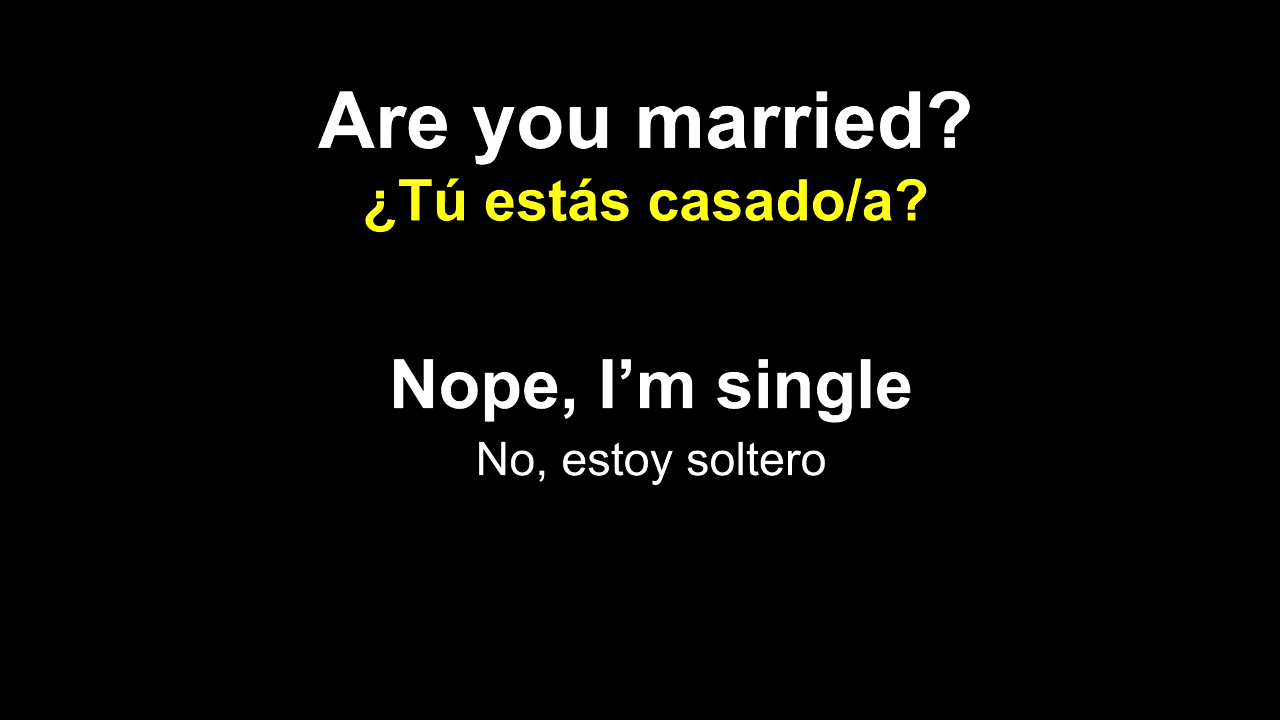 Are you married?
¿Tú estás casado/a?
Nope, I’m single
No, estoy soltero